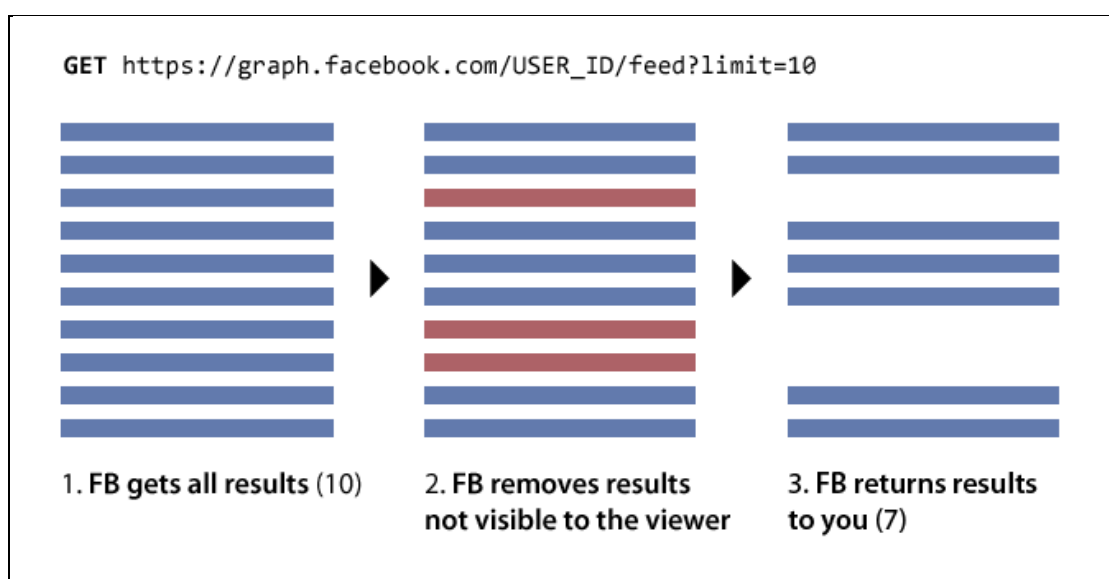 GET https://graph.facebook.com/USER_ID/feed?limit=10
1. FB gets all results (10)
2. FB removes results
not visible to the viewer
3. FB returns results
to you (7)